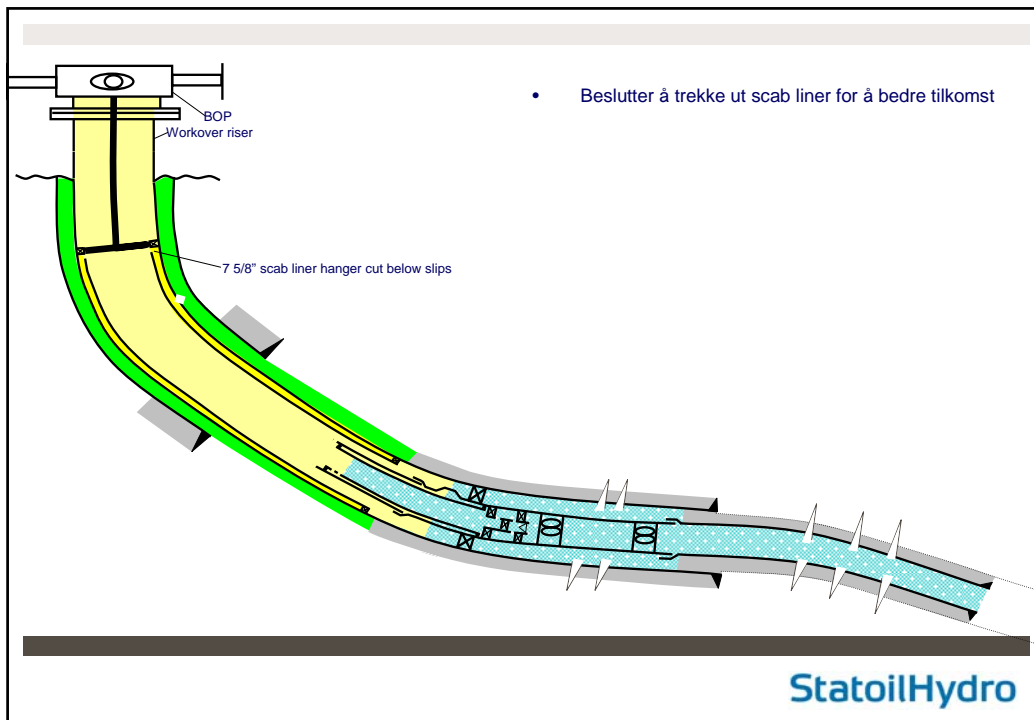 • Beslutter å trekke ut scab liner for å bedre tilkomst
BOP
Workover riser
7 5/8" scab liner hanger cut below slips
StatoilHydro